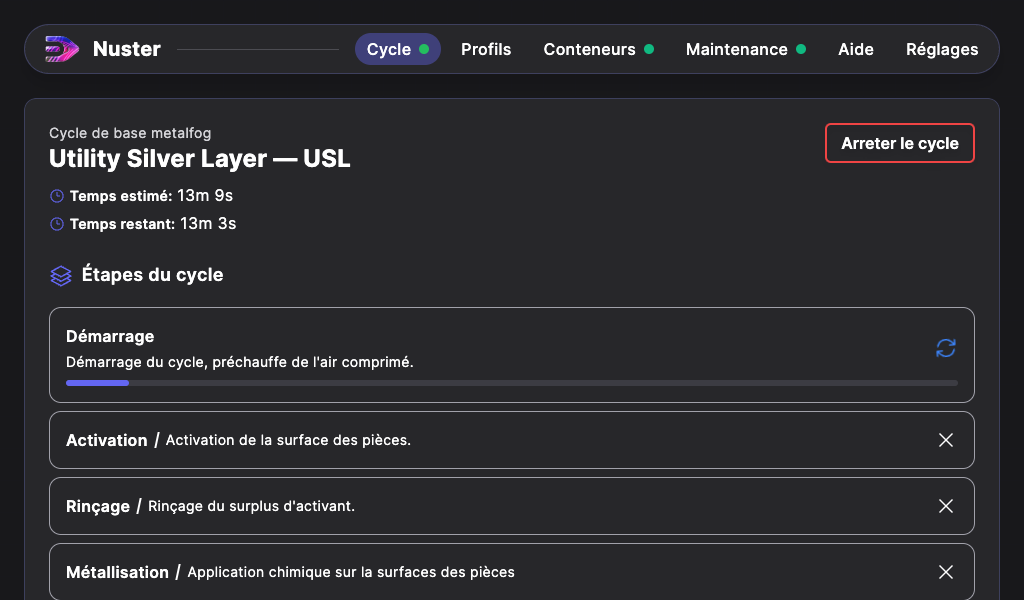 Nuster
Cycle
Profils
Conteneurs
Maintenance
Aide
Réglages
Cycle de base metalfog
Utility Silver Layer — USL
Arreter le cycle
Temps estimé: 13m 9s
Temps restant: 13m 3s
Étapes du cycle
Démarrage
Démarrage du cycle, préchauffe de l'air comprimé.
Activation / Activation de la surface des pièces.
Rinçage / Rinçage du surplus d'activant.
Métallisation / Application chimique sur la surfaces des pièces